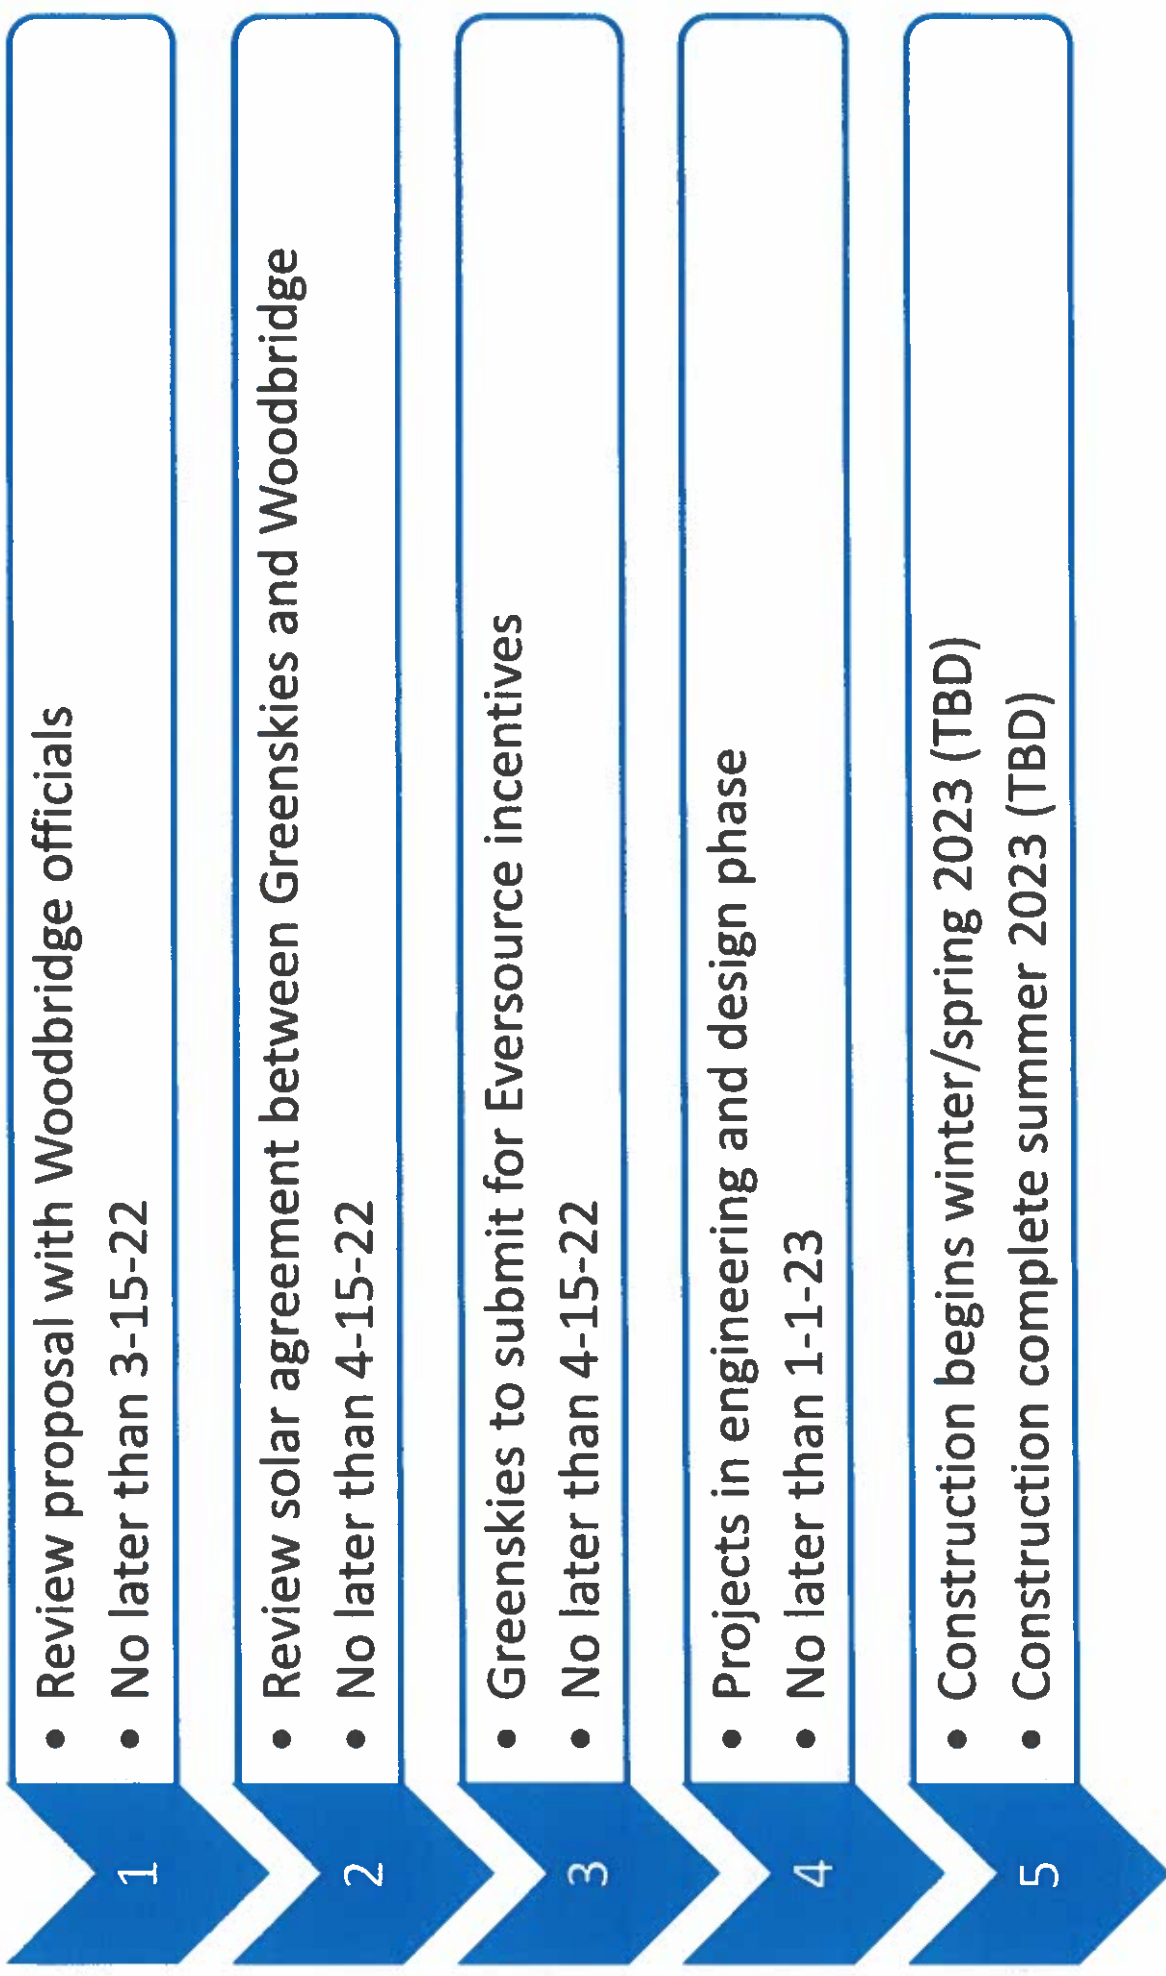 1
• Review proposal with Woodbridge officials
• No later than 3-15-22
2
• Review solar agreement between Greenskies and Woodbridge
• No later than 4-15-22
3
• Greenskies to submit for Eversource incentives
• No later than 4-15-22
4
• Projects in engineering and design phase
• No later than 1-1-23
5
• Construction begins winter/spring 2023 (TBD)
• Construction complete summer 2023 (TBD)